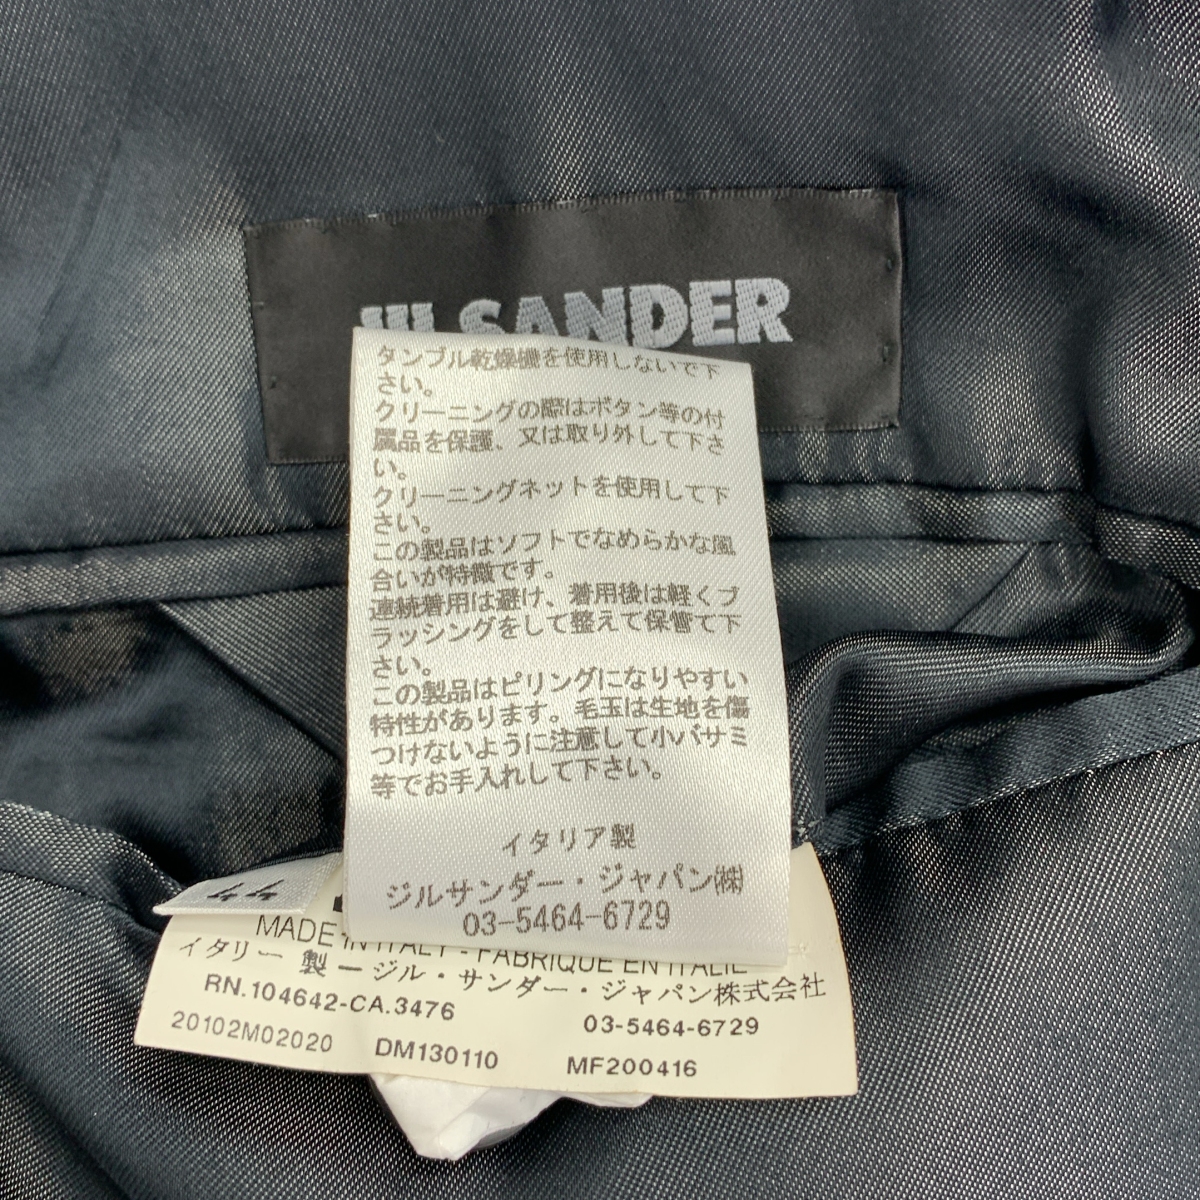 SANDER
タンブル乾燥機を使用しないで下
さい。
クリーニングの際はボタン等の付
属品を保護、又は取り外して下さ
い。
クリーニングネットを使用して下
さい。
この製品はソフトでなめらかな風
合いが特徴です。
連続着用は避け、着用後は軽くブ
ラッシングをして整えて保管て下
さい。
この製品はピリングになりやすい
特性があります。毛玉は生地を傷
つけないように注意して小バサミ
等でお手入れして下さい。
イタリア製
ジルサンダー・ジャパン㈱
03-5464-6729
44
MADE IN ITALY - FABRIQUE EN ITALIE
イタリー 製 ージル・サンダー・ジャパン株式会社
RN.104642-CA.3476 03-5464-6729
20102M02020 DM130110 MF200416